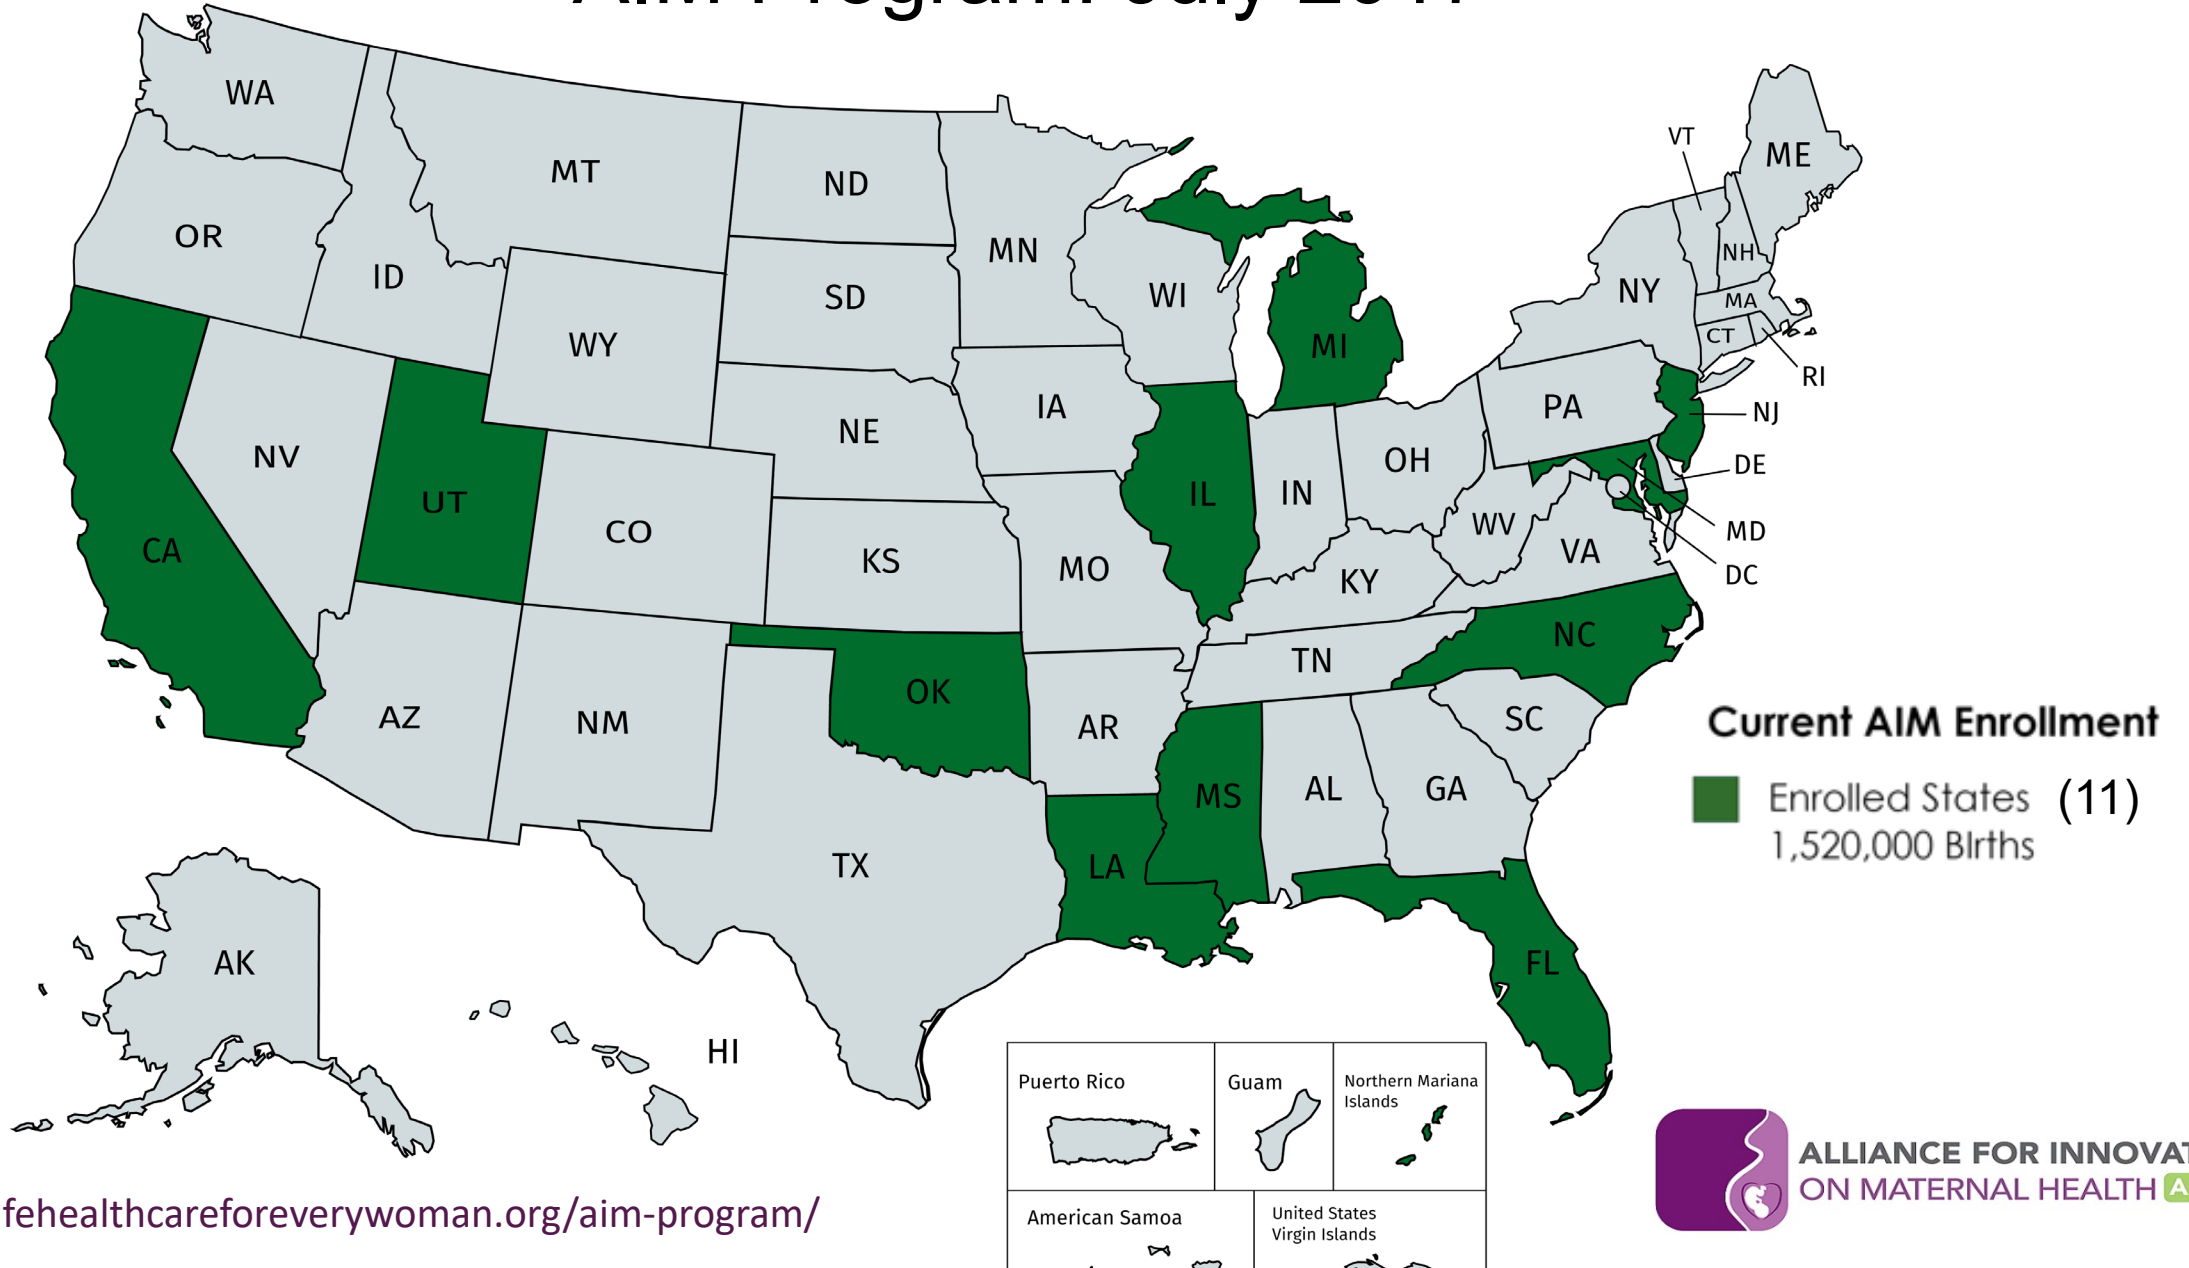 AIM Program: July 2017
WA
MT
ND
MN
VT
ME
OR
ID
SD
WI
NH
NY
MA
WY
MI
CT
RI
IA
PA
NJ
NE
NV
OH
DE
UT
IL
IN
CO
WV
MD
CA
KS
MO
VA
KY
DC
NC
TN
OK
AZ
NM
AR
SC
MS
AL
GA
TX
LA
FL
AK
HI
Current AIM Enrollment
Enrolled States (11)
1,520,000 BIrths
Puerto Rico
Guam
Northern Mariana
Islands
American Samoa
United States
Virgin Islands
fehealthcareforeverywoman.org/aim-program/
ALLIANCE FOR INNOVAT
ON MATERNAL HEALTH A